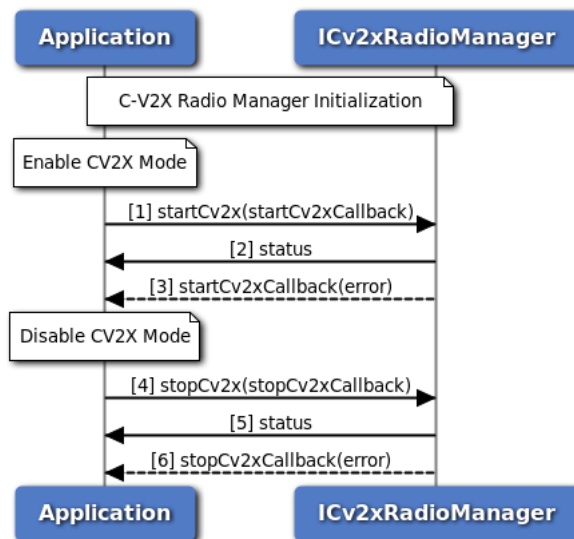 Application
ICv2xRadioManager
C-V2X Radio Manager Initialization
Enable CV2X Mode
[1] startCv2x(startCv2xCallback)
[2] status
[3] startCv2xCallback(error)
Disable CV2X Mode
[4] stopCv2x(stopCv2xCallback)
[5] status
[6] stopCv2xCallback(error)
Application
ICv2xRadioManager